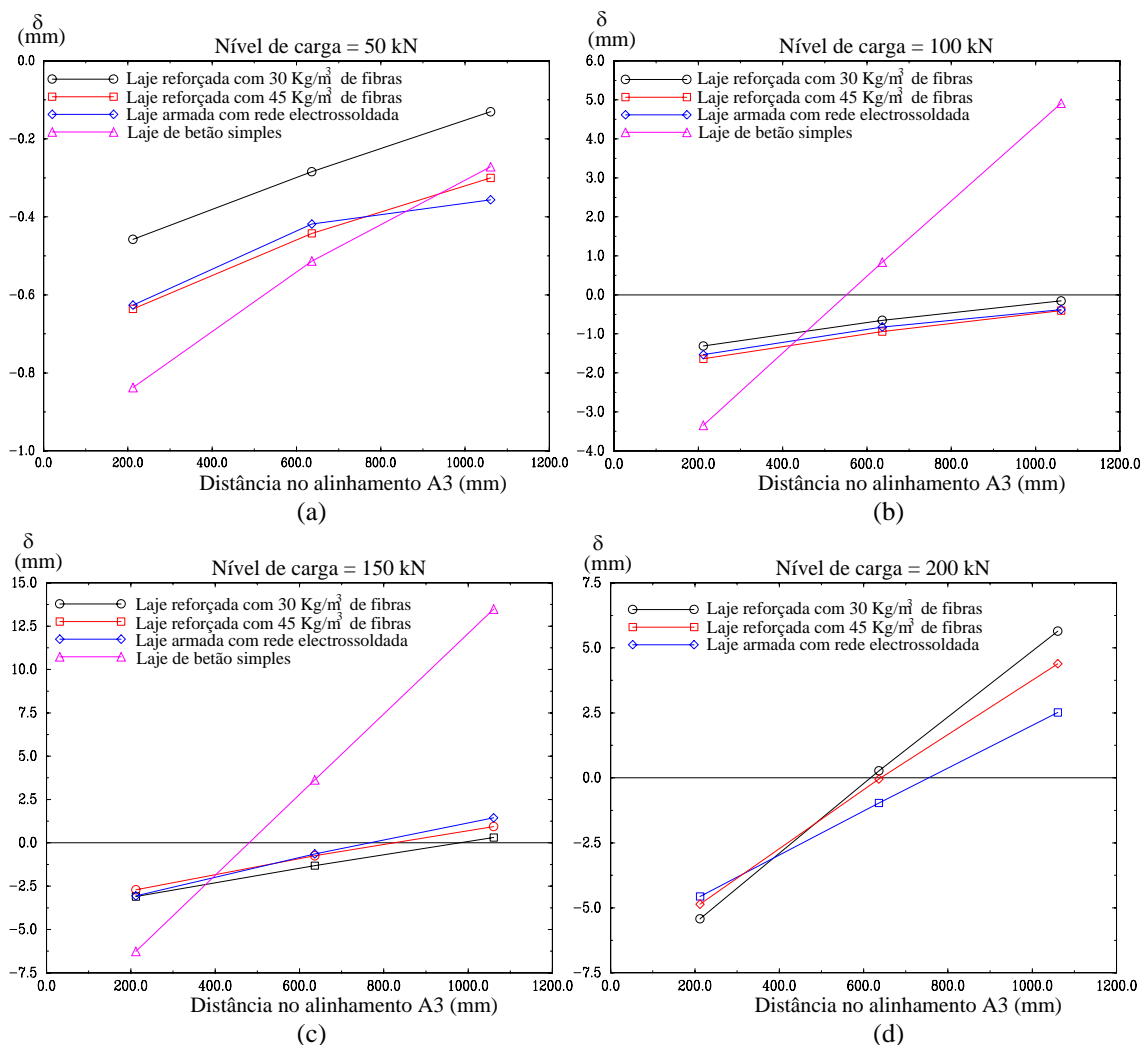 δ
(mm)
Nível de carga = 50 kN
Laje reforçada com 30 Kg/m³ de fibras
Laje reforçada com 45 Kg/m³ de fibras
Laje armada com rede electrossoldada
Laje de betão simples
0.0
−0.2
−0.4
−0.6
−0.8
−1.0
0.0 200.0 400.0 600.0 800.0 1000.0 1200.0
Distância no alinhamento A3 (mm)
(a)
δ
(mm)
Nível de carga = 100 kN
Laje reforçada com 30 Kg/m³ de fibras
Laje reforçada com 45 Kg/m³ de fibras
Laje armada com rede electrossoldada
Laje de betão simples
6.0
5.0
4.0
3.0
2.0
1.0
0.0
−1.0
−2.0
−3.0
−4.0
0.0 200.0 400.0 600.0 800.0 1000.0 1200.0
Distância no alinhamento A3 (mm)
(b)
δ
(mm)
Nível de carga = 150 kN
Laje reforçada com 30 Kg/m³ de fibras
Laje reforçada com 45 Kg/m³ de fibras
Laje armada com rede electrossoldada
Laje de betão simples
15.0
12.5
10.0
7.5
5.0
2.5
0.0
−2.5
−5.0
−7.5
0.0 200.0 400.0 600.0 800.0 1000.0 1200.0
Distância no alinhamento A3 (mm)
(c)
δ
(mm)
Nível de carga = 200 kN
Laje reforçada com 30 Kg/m³ de fibras
Laje reforçada com 45 Kg/m³ de fibras
Laje armada com rede electrossoldada
7.5
5.0
2.5
0.0
−2.5
−5.0
−7.5
0.0 200.0 400.0 600.0 800.0 1000.0 1200.0
Distância no alinhamento A3 (mm)
(d)